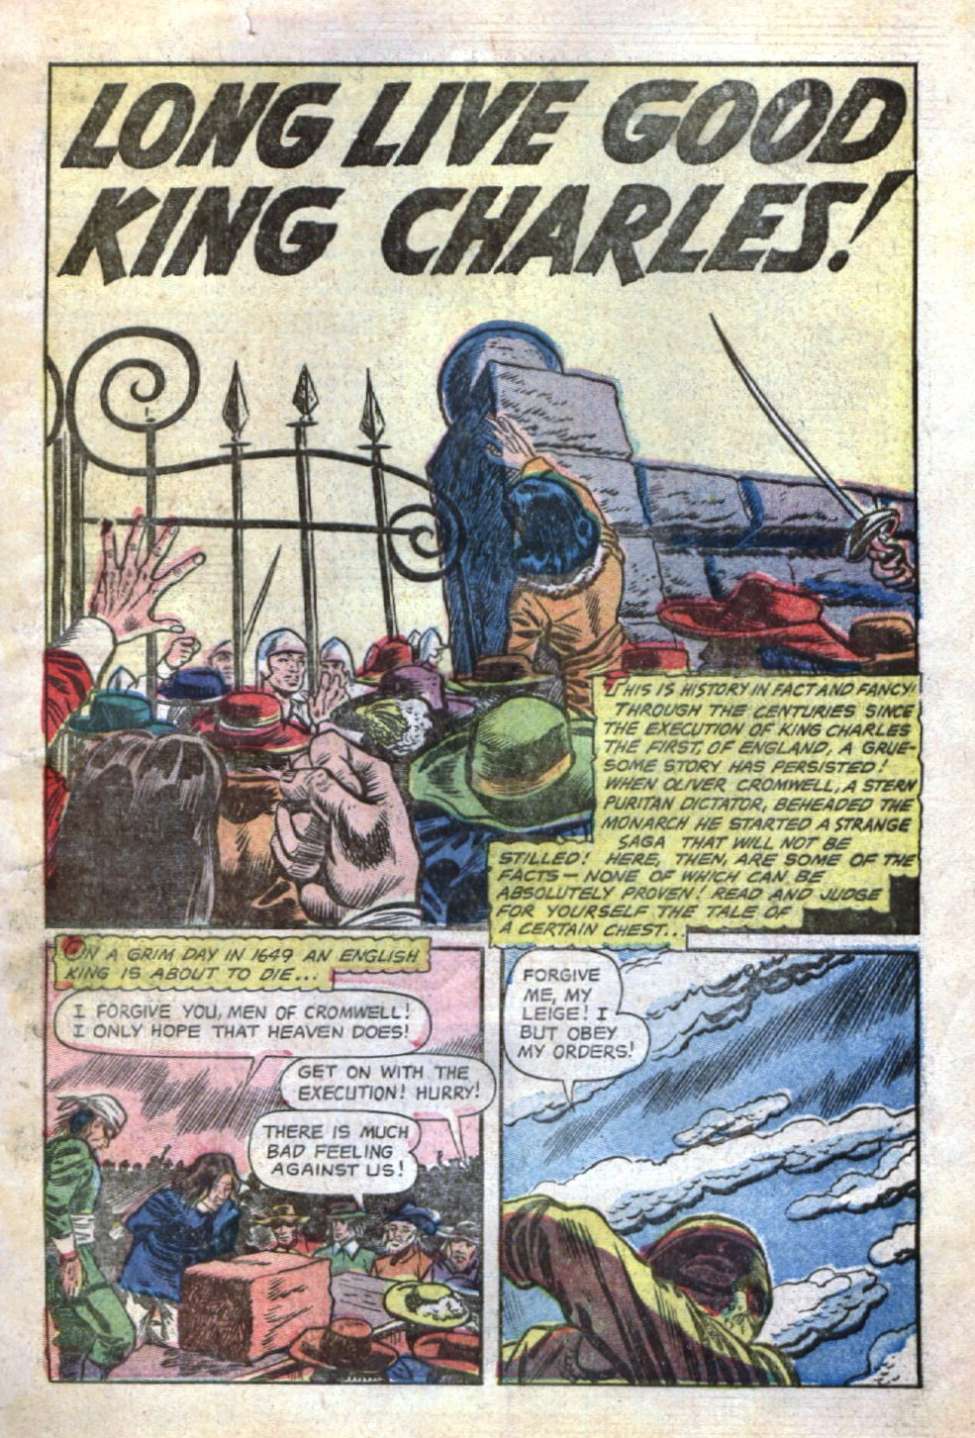 LONG LIVE GOOD
KING CHARLES!
THIS IS HISTORY IN FACT AND FANCY!
THROUGH THE CENTURIES SINCE
THE EXECUTION OF KING CHARLES
THE FIRST, OF ENGLAND, A GRUE-
SOME STORY HAS PERSISTED!
WHEN OLIVER CROMWELL, A STERN
PURITAN DICTATOR, BEHEADED THE
MONARCH HE STARTED A STRANGE
SAGA THAT WILL NOT BE
STILLED! HERE, THEN, ARE SOME OF THE
FACTS — NONE OF WHICH CAN BE
ABSOLUTELY PROVEN! READ AND JUDGE
FOR YOURSELF THE TALE OF
A CERTAIN CHEST...
ON A GRIM DAY IN 1649 AN ENGLISH
KING IS ABOUT TO DIE...
I FORGIVE YOU, MEN OF CROMWELL!
I ONLY HOPE THAT HEAVEN DOES!
GET ON WITH THE
EXECUTION! HURRY!
THERE IS MUCH
BAD FEELING
AGAINST US!
FORGIVE
ME, MY
LEIGE! I
BUT OBEY
MY ORDERS!